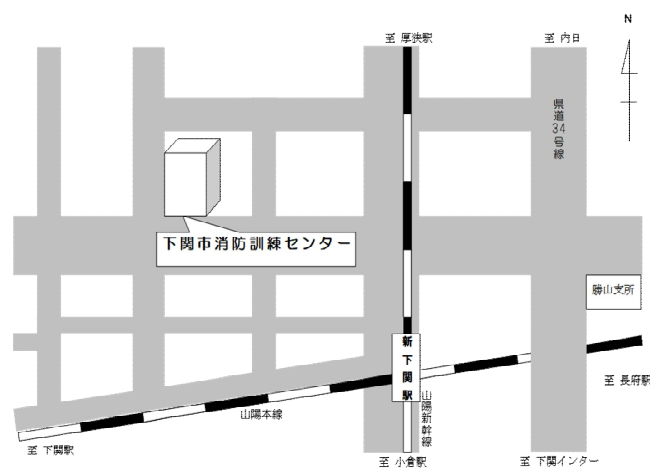 至 厚狭駅
至 内日
N
県道34号線
下関市消防訓練センター
勝山支所
新下関駅
至 長府駅
山陽本線
山陽新幹線
至 下関駅
至 小倉駅
至 下関インター